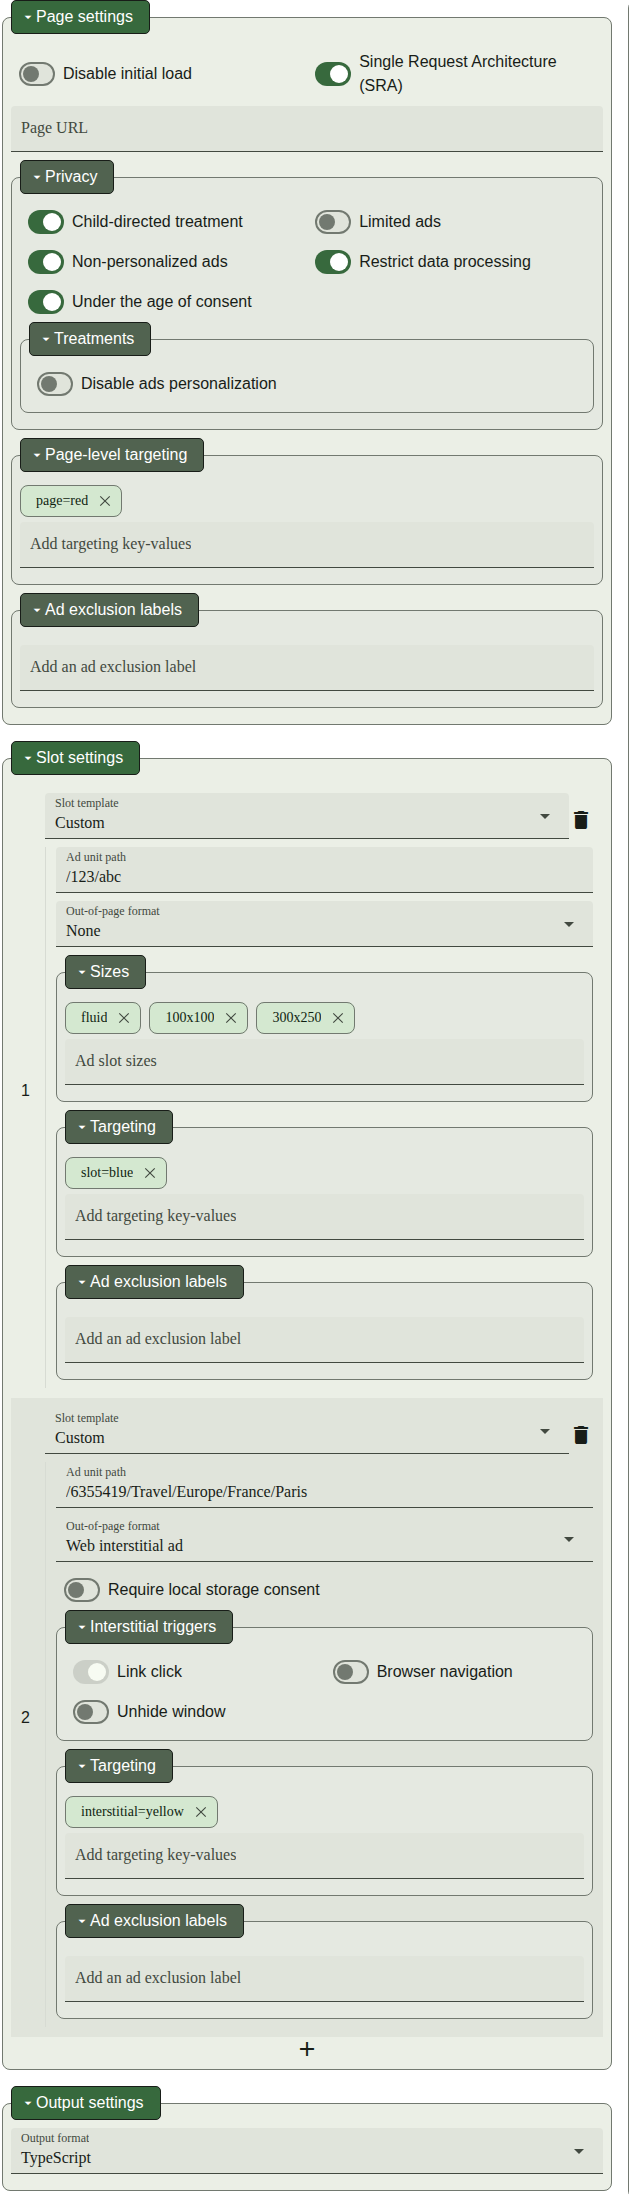 Page settings
Disable initial load
Single Request Architecture
(SRA)
Page URL
Privacy
Child-directed treatment
Limited ads
Non-personalized ads
Restrict data processing
Under the age of consent
Treatments
Disable ads personalization
Page-level targeting
page=red
Add targeting key-values
Ad exclusion labels
Add an ad exclusion label
Slot settings
Slot template
Custom
Ad unit path
/123/abc
Out-of-page format
None
Sizes
fluid 100x100 300x250
Ad slot sizes
1
Targeting
slot=blue
Add targeting key-values
Ad exclusion labels
Add an ad exclusion label
Slot template
Custom
Ad unit path
/6355419/Travel/Europe/France/Paris
Out-of-page format
Web interstitial ad
Require local storage consent
Interstitial triggers
Link click
Browser navigation
Unhide window
2
Targeting
interstitial=yellow
Add targeting key-values
Ad exclusion labels
Add an ad exclusion label
+
Output settings
Output format
TypeScript